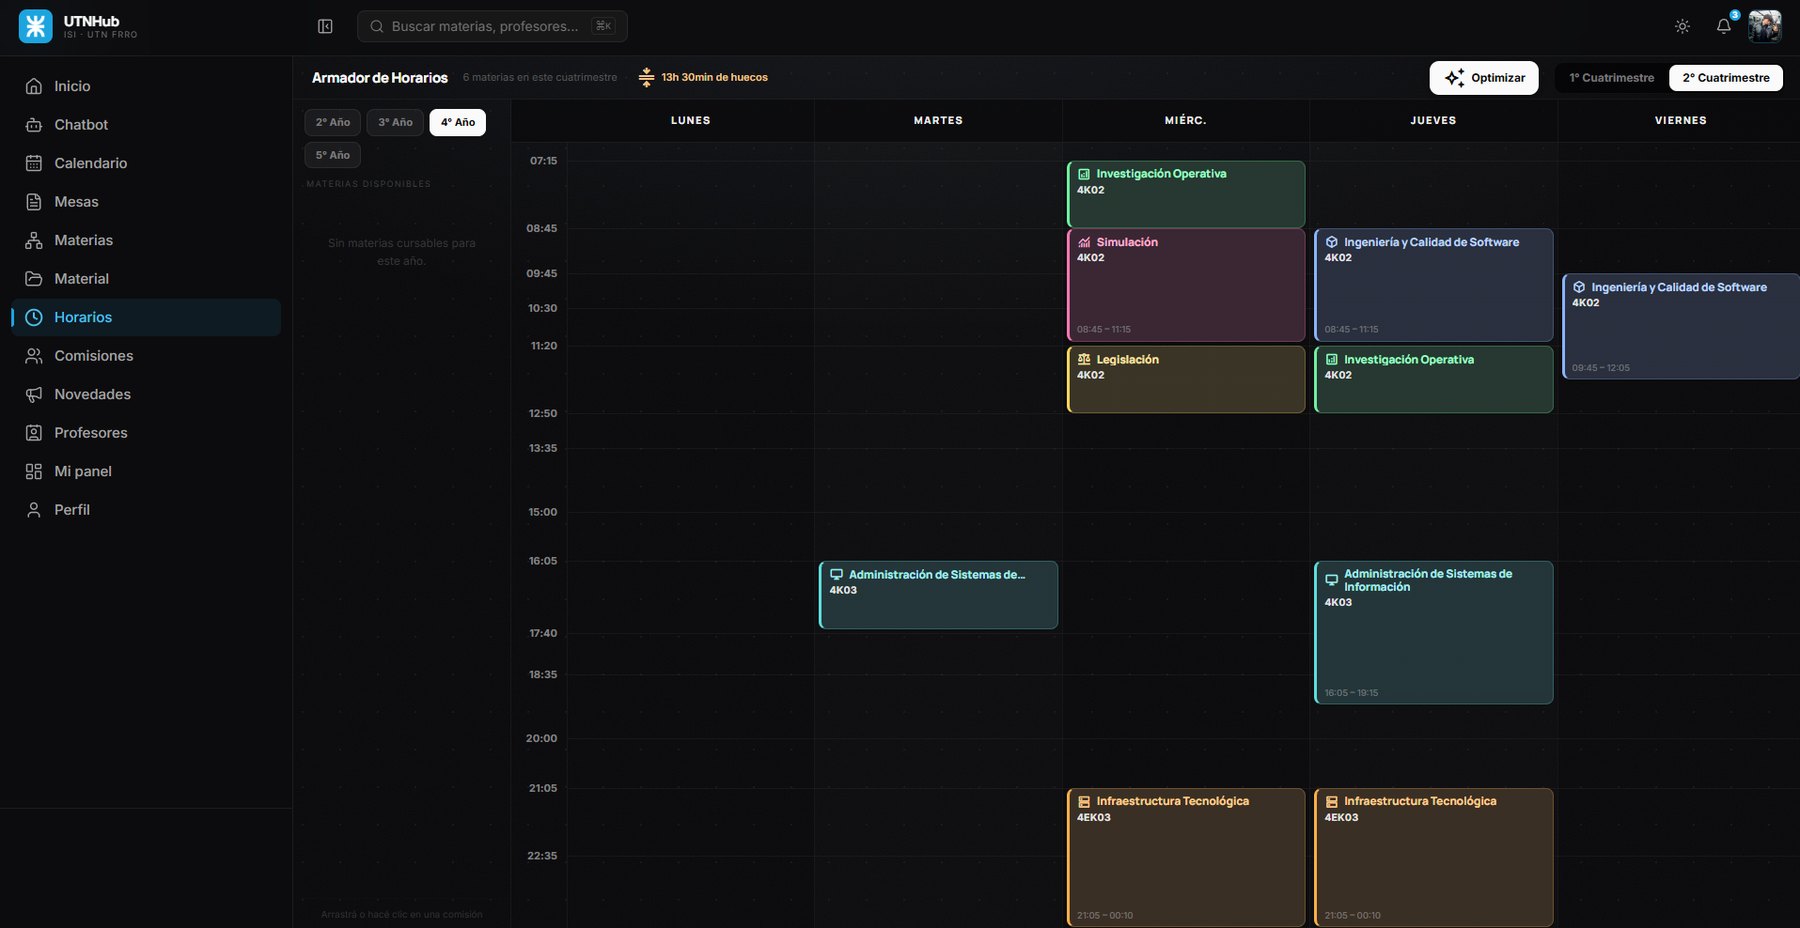 UTNHub
ISI · UTN FRRO
Buscar materias, profesores... ⌘K
3
Inicio
Chatbot
Calendario
Mesas
Materias
Material
Horarios
Comisiones
Novedades
Profesores
Mi panel
Perfil
Armador de Horarios
6 materias en este cuatrimestre
13h 30min de huecos
Optimizar
1° Cuatrimestre
2° Cuatrimestre
2° Año
3° Año
4° Año
5° Año
MATERIAS DISPONIBLES
Sin materias cursables para
este año.
Arrastrá o hacé clic en una comisión
LUNES
MARTES
MIÉRC.
JUEVES
VIERNES
07:15
08:45
09:45
10:30
11:20
12:50
13:35
15:00
16:05
17:40
18:35
20:00
21:05
22:35
Administración de Sistemas de...
4K03
Investigación Operativa
4K02
Simulación
4K02
08:45 – 11:15
Legislación
4K02
Infraestructura Tecnológica
4EK03
21:05 – 00:10
Ingeniería y Calidad de Software
4K02
08:45 – 11:15
Investigación Operativa
4K02
Administración de Sistemas de
Información
4K03
16:05 – 19:15
Infraestructura Tecnológica
4EK03
21:05 – 00:10
Ingeniería y Calidad de Software
4K02
09:45 – 12:05